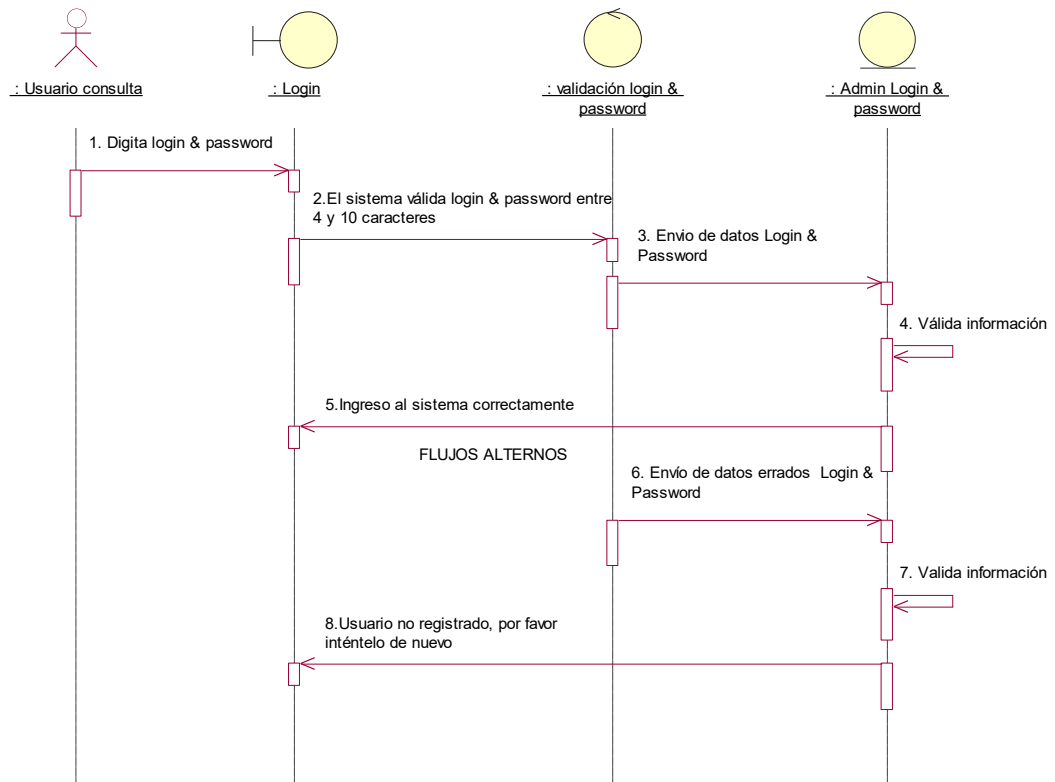 : Usuario consulta
: Login
: validación login &
password
: Admin Login &
password
1. Digita login & password
2.El sistema válida login & password entre
4 y 10 caracteres
3. Envio de datos Login &
Password
4. Válida información
5.Ingreso al sistema correctamente
FLUJOS ALTERNOS
6. Envío de datos errados Login &
Password
7. Valida información
8.Usuario no registrado, por favor
inténtelo de nuevo